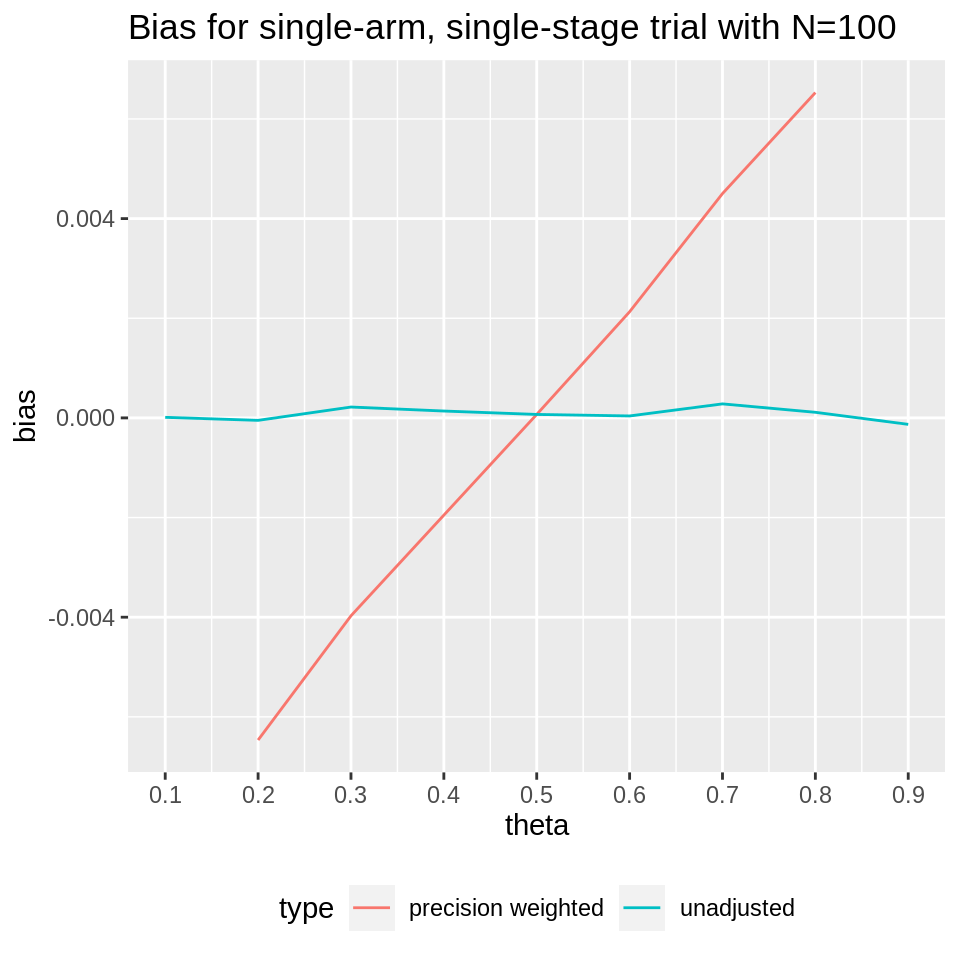 Bias for single-arm, single-stage trial with N=100
bias
0.004
0.000
-0.004
0.1 0.2 0.3 0.4 0.5 0.6 0.7 0.8 0.9
theta
type precision weighted unadjusted